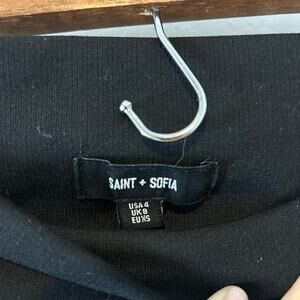 SAINT + SOFIA
USA 4
UK 8
EU XS